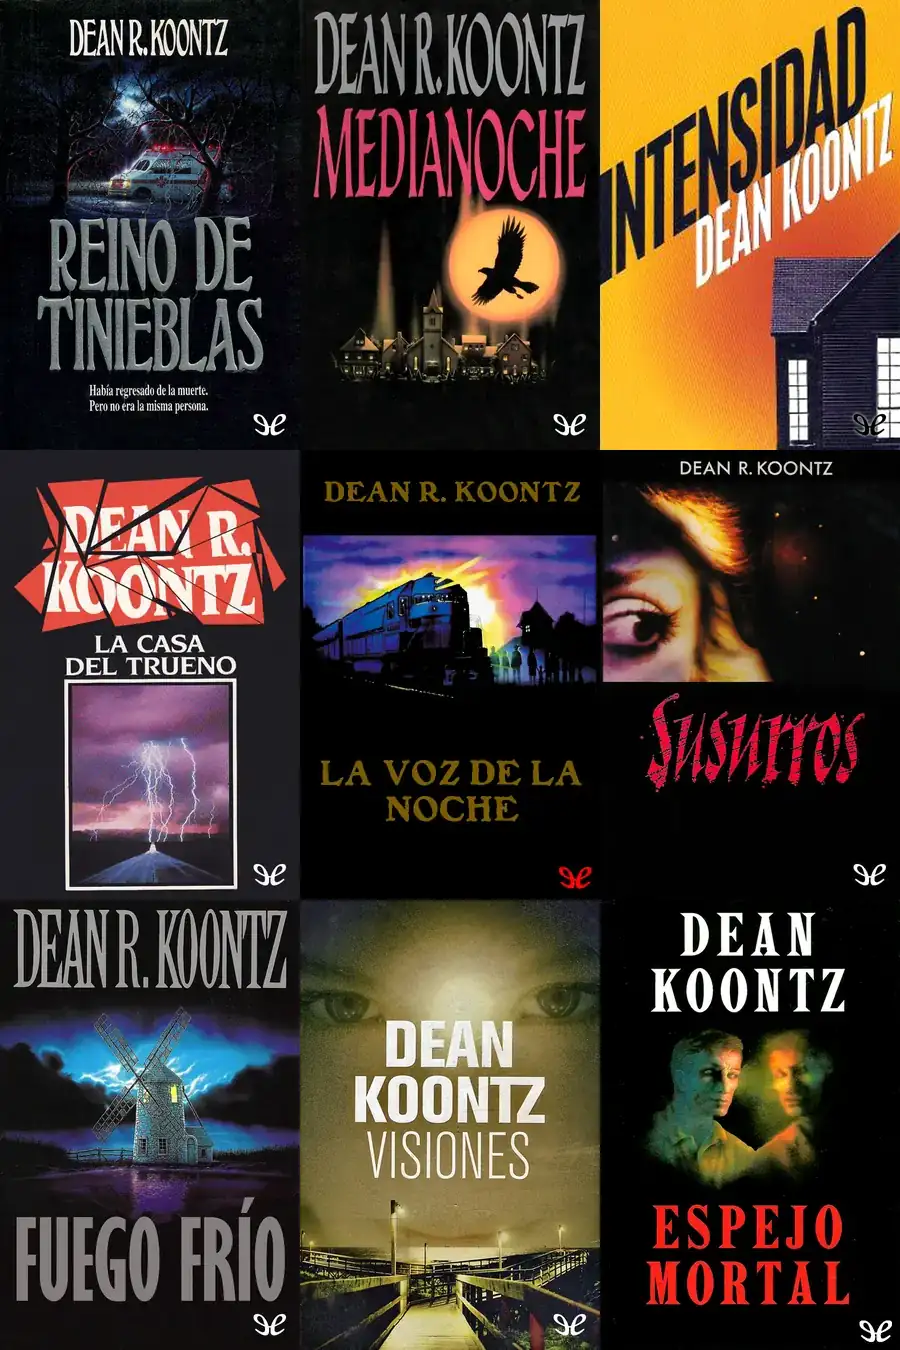 DEAN R. KOONTZ
REINO DE
TINIEBLAS
Había regresado de la muerte.
Pero no era la misma persona.
DEAN R. KOONTZ
MEDIANOCHE
INTENSIDAD
DEAN KOONTZ
DEAN R.
KOONTZ
LA CASA
DEL TRUENO
DEAN R. KOONTZ
LA VOZ DE LA
NOCHE
DEAN R. KOONTZ
Susurros
DEAN R. KOONTZ
FUEGO FRÍO
DEAN
KOONTZ
VISIONES
DEAN
KOONTZ
ESPEJO
MORTAL